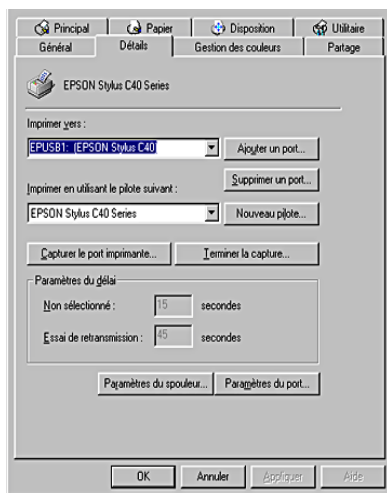 Principal Papier Disposition Utilitaire
Général Détails Gestion des couleurs Partage
EPSON Stylus C40 Series
Imprimer vers :
EPUSB1: (EPSON Stylus C40) Ajouter un port...
Supprimer un port...
Imprimer en utilisant le pilote suivant :
EPSON Stylus C40 Series Nouveau pilote...
Capturer le port imprimante... Terminer la capture...
Paramètres du délai
Non sélectionné : 15 secondes
Essai de retransmission : 45 secondes
Paramètres du spouleur... Paramètres du port...
OK Annuler Appliquer Aide